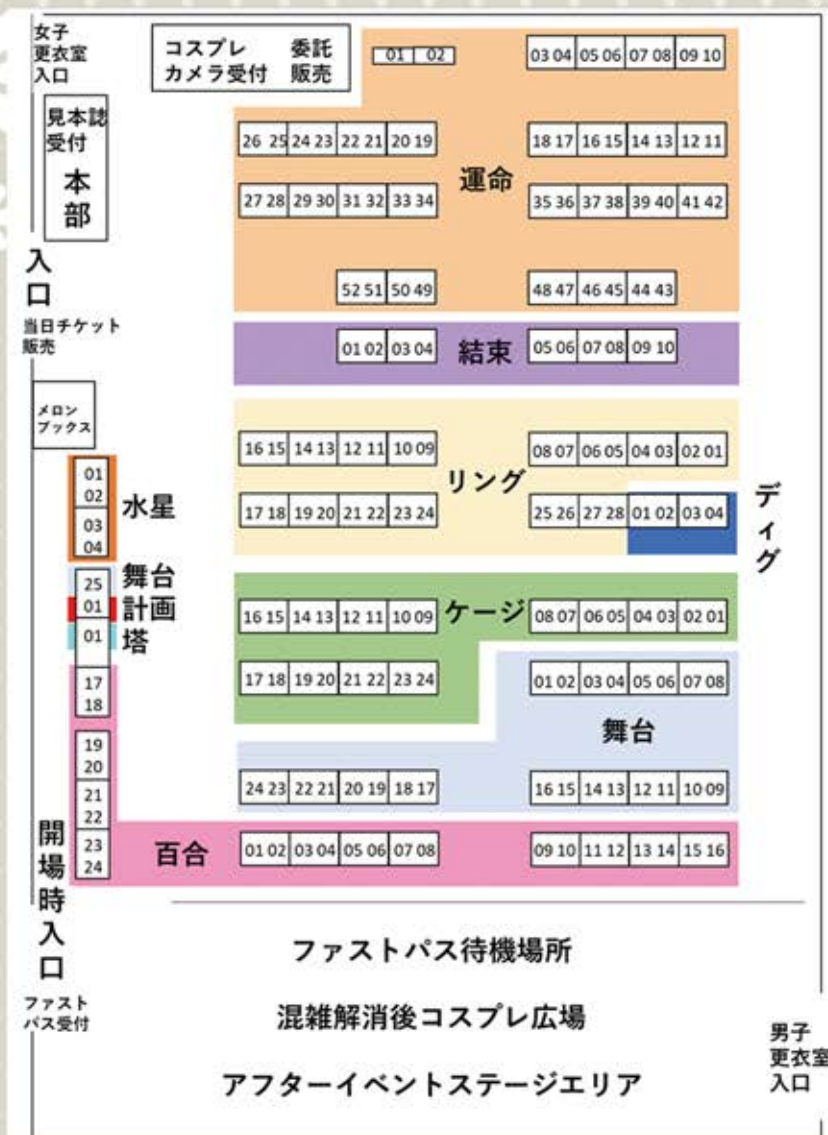 女子
更衣室
入口
コスプレ 委託
カメラ受付 販売
01 02
03 04 05 06 07 08 09 10
見本誌
受付
本部
26 25 24 23 22 21 20 19
18 17 16 15 14 13 12 11
運命
27 28 29 30 31 32 33 34
35 36 37 38 39 40 41 42
入口
52 51 50 49
48 47 46 45 44 43
当日チケット
販売
01 02 03 04
結束
05 06 07 08 09 10
メロン
ブックス
16 15 14 13 12 11 10 09
08 07 06 05 04 03 02 01
リング
01
02
03
04
水星
17 18 19 20 21 22 23 24
25 26 27 28 01 02 03 04
ディグ
25
舞台
01
計画
01
塔
16 15 14 13 12 11 10 09
ケージ
08 07 06 05 04 03 02 01
17 18 19 20 21 22 23 24
01 02 03 04 05 06 07 08
17
18
舞台
19
20
21
22
23
24
24 23 22 21 20 19 18 17
16 15 14 13 12 11 10 09
百合
01 02 03 04 05 06 07 08
09 10 11 12 13 14 15 16
開場時入口
ファスト
パス受付
ファストパス待機場所
混雑解消後コスプレ広場
アフターイベントステージエリア
男子
更衣室
入口